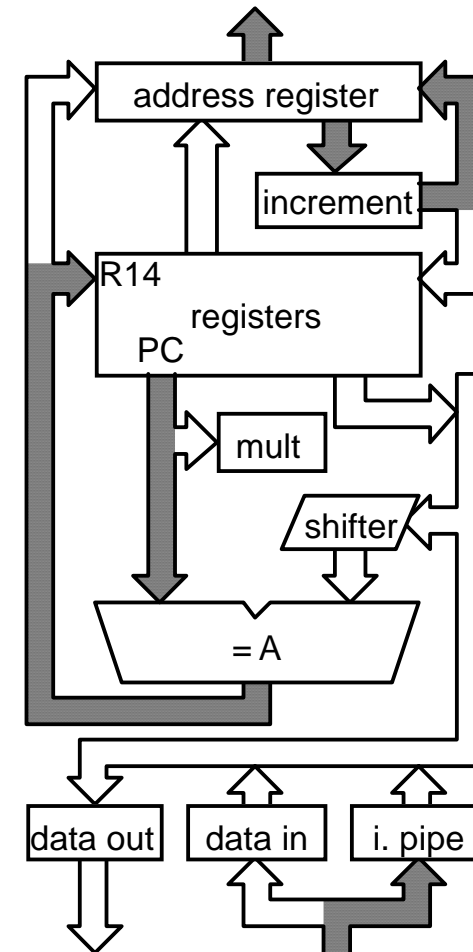 address register
increment
R14
registers
PC
mult
shifter
= A
data out
data in
i. pipe